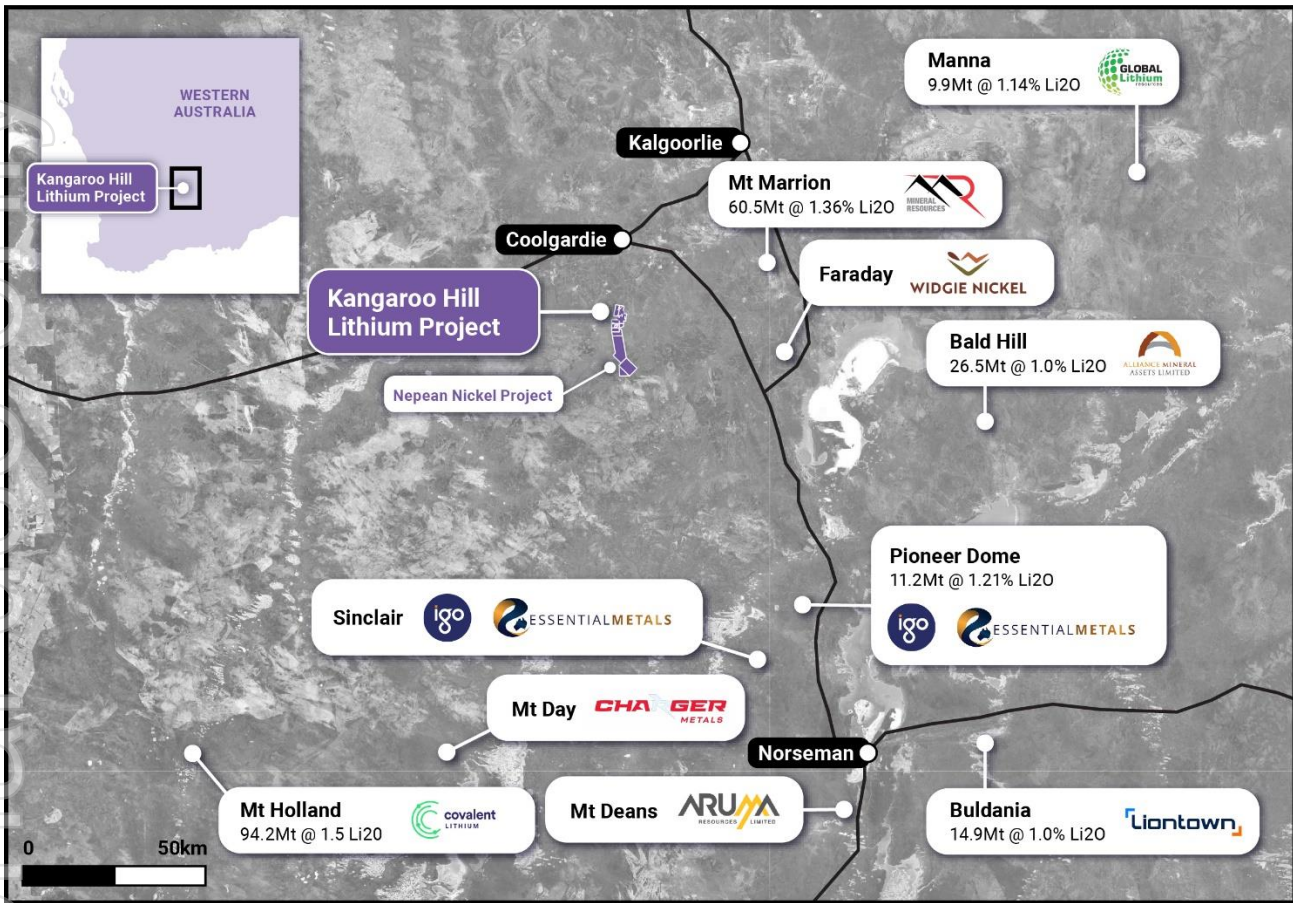 WESTERN
AUSTRALIA
Kangaroo Hill
Lithium Project
Manna
9.9Mt @ 1.14% Li2O
GLOBAL
Lithium
RESOURCES
Kalgoorlie
Mt Marrion
60.5Mt @ 1.36% Li2O
MINERAL
RESOURCES
Coolgardie
Faraday
WIDGIE NICKEL
Kangaroo Hill
Lithium Project
Bald Hill
26.5Mt @ 1.0% Li2O
ALLIANCE MINERAL
ASSETS LIMITED
Nepean Nickel Project
Pioneer Dome
11.2Mt @ 1.21% Li2O
igo
ESSENTIALMETALS
Sinclair
igo
ESSENTIALMETALS
Mt Day
CHARGER
METALS
Norseman
Mt Holland
94.2Mt @ 1.5 Li20
covalent
LITHIUM
Mt Deans
ARUMA
RESOURCES LIMITED
Buldania
14.9Mt @ 1.0% Li2O
Liontown
0 50km